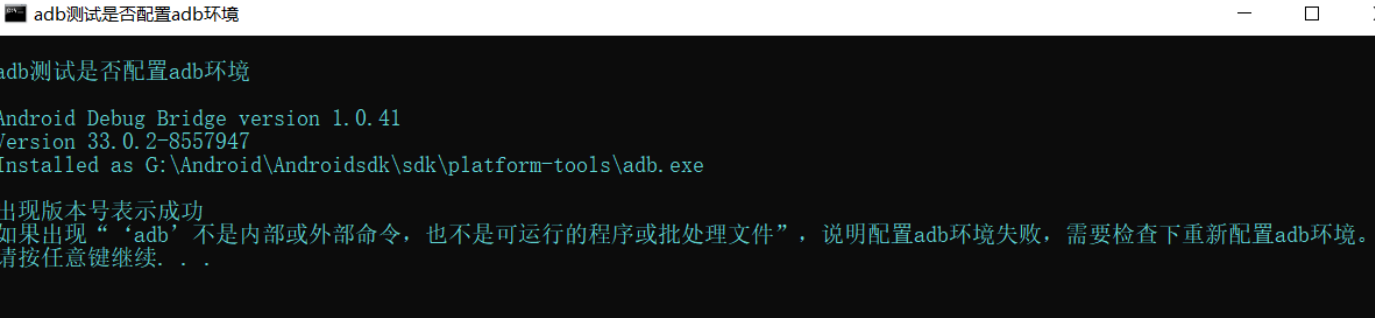 adb测试是否配置adb环境
adb测试是否配置adb环境
Android Debug Bridge version 1.0.41
Version 33.0.2-8557947
Installed as G:\Android\Androidsdk\sdk\platform-tools\adb.exe
出现版本号表示成功
如果出现“‘adb’不是内部或外部命令，也不是可运行的程序或批处理文件”，说明配置adb环境失败，需要检查下重新配置adb环境。
请按任意键继续. . .